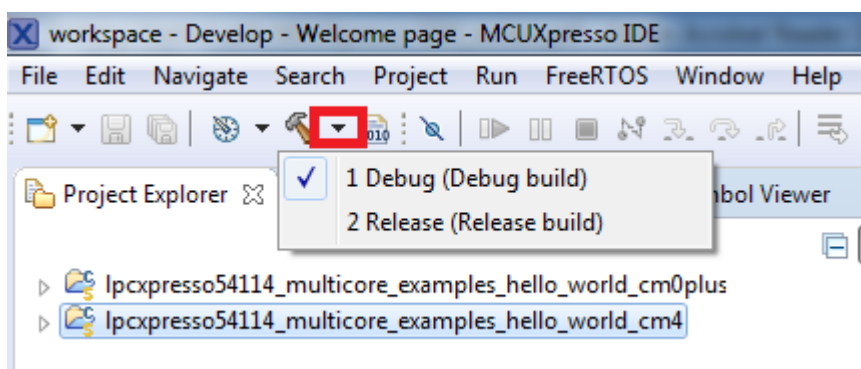 workspace - Develop - Welcome page - MCUXpresso IDE
File Edit Navigate Search Project Run FreeRTOS Window Help
010
Project Explorer
1 Debug (Debug build)
bol Viewer
2 Release (Release build)
lpcxpresso54114_multicore_examples_hello_world_cm0plus
lpcxpresso54114_multicore_examples_hello_world_cm4